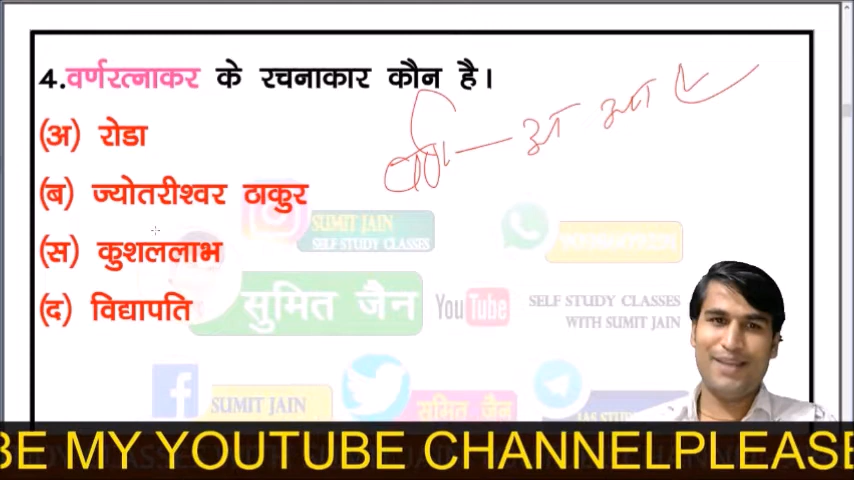 4.वर्णरत्नाकर के रचनाकार कौन है।
(अ) रोडा
(ब) ज्योतरीश्वर ठाकुर
(स) कुशललाभ
(द) विद्यापति
SUMIT JAIN
SELF STUDY CLASSES
सुमित जैन
YouTube
SELF STUDY CLASSES
WITH SUMIT JAIN
SUMIT JAIN
सुमित जैन
BE MY YOUTUBE CHANNELPLEASE